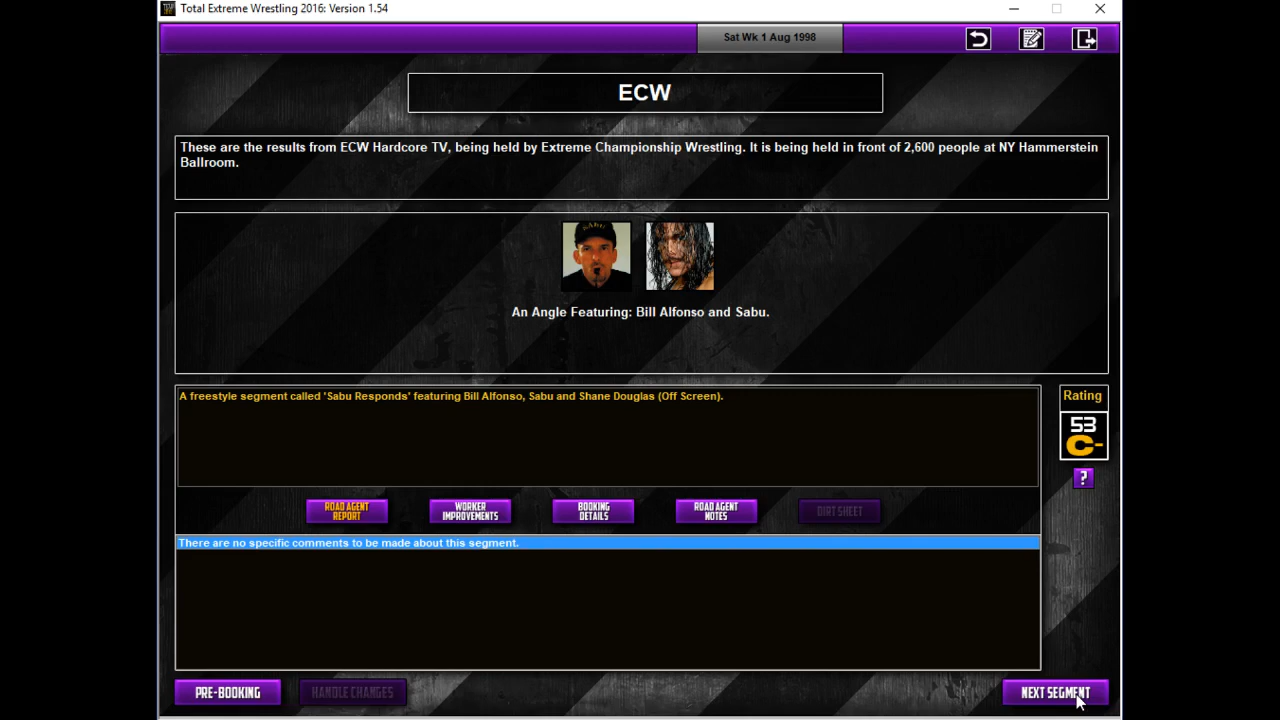 Total Extreme Wrestling 2016: Version 1.54
Sat Wk 1 Aug 1998
ECW
These are the results from ECW Hardcore TV, being held by Extreme Championship Wrestling. It is being held in front of 2,600 people at NY Hammerstein
Ballroom.
SABU
An Angle Featuring: Bill Alfonso and Sabu.
A freestyle segment called 'Sabu Responds' featuring Bill Alfonso, Sabu and Shane Douglas (Off Screen).
Rating
53
C-
?
ROAD AGENT
REPORT
WORKER
IMPROVEMENTS
BOOKING
DETAILS
ROAD AGENT
NOTES
DIRT SHEET
There are no specific comments to be made about this segment.
PRE-BOOKING
HANDLE CHANGES
NEXT SEGMENT